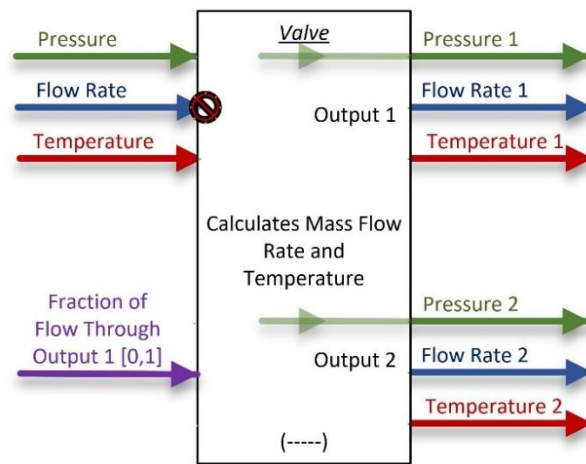 Pressure
Flow Rate
Temperature
Fraction of
Flow Through
Output 1 [0,1]
Valve
Output 1
Calculates Mass Flow
Rate and
Temperature
Output 2
(-----)
Pressure 1
Flow Rate 1
Temperature 1
Pressure 2
Flow Rate 2
Temperature 2